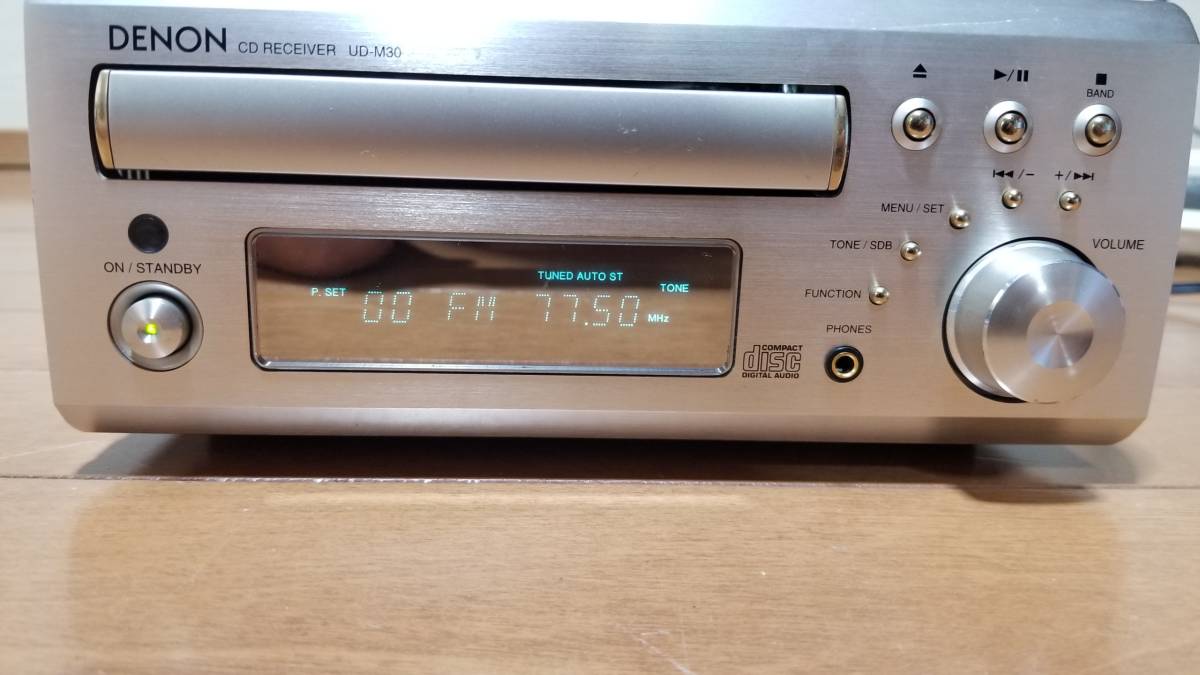 DENON CD RECEIVER UD-M30
⏏ ▶/⏸ ■
BAND
⏮/− +/⏭
MENU / SET
TONE / SDB
VOLUME
FUNCTION
PHONES
ON / STANDBY
TUNED AUTO ST
P. SET TONE
00 FM 77.50 MHz
COMPACT
disc
DIGITAL AUDIO